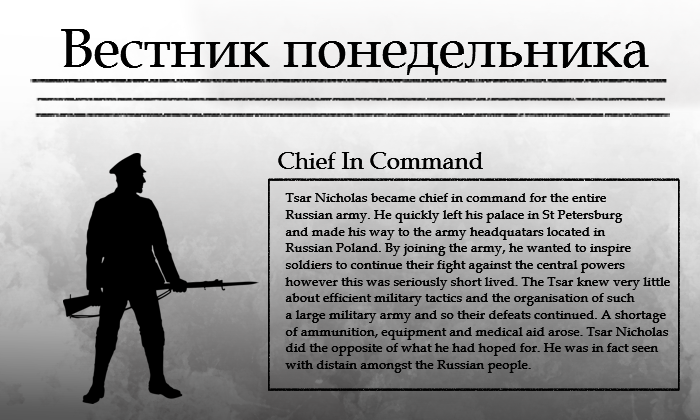 Вестник понедельника
Chief In Command
Tsar Nicholas became chief in command for the entire
Russian army. He quickly left his palace in St Petersburg
and made his way to the army headquatars located in
Russian Poland. By joining the army, he wanted to inspire
soldiers to continue their fight against the central powers
however this was seriously short lived. The Tsar knew very little
about efficient military tactics and the organisation of such
a large military army and so their defeats continued. A shortage
of ammunition, equipment and medical aid arose. Tsar Nicholas
did the opposite of what he had hoped for. He was in fact seen
with distain amongst the Russian people.